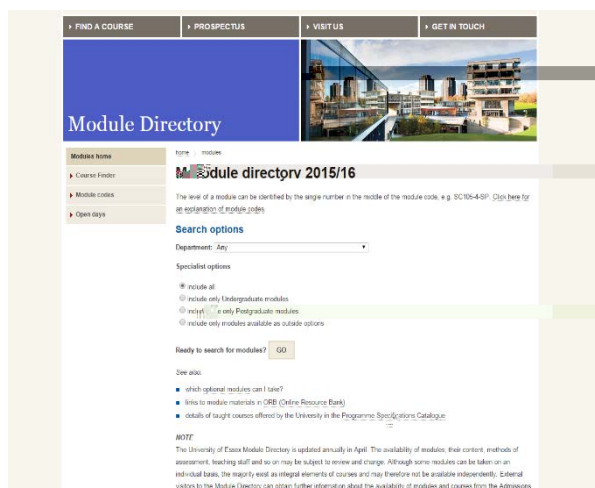 FIND A COURSE
PROSPECTUS
VISIT US
GET IN TOUCH
Module Directory
Modules home
Course Finder
Module codes
Open days
home modules
Module directory 2015/16
The level of a module can be identified by the single number in the middle of the module code, e.g. SC105-4-SP. Click here for
an explanation of module codes.
Search options
Department: Any
Specialist options
include all
include only Undergraduate modules
include only Postgraduate modules
include only modules available as outside options
Ready to search for modules? GO
See also:
which optional modules can I take?
links to module materials in ORB (Online Resource Bank)
details of taught courses offered by the University in the Programme Specifications Catalogue
NOTE
The University of Essex Module Directory is updated annually in April. The availability of modules, their content, methods of
assessment, teaching staff and so on may be subject to review and change. Although some modules can be taken on an
individual basis, the majority exist as integral elements of courses and may therefore not be available independently. External
visitors to the Module Directory can obtain further information about the availability of modules and courses from the Admissions